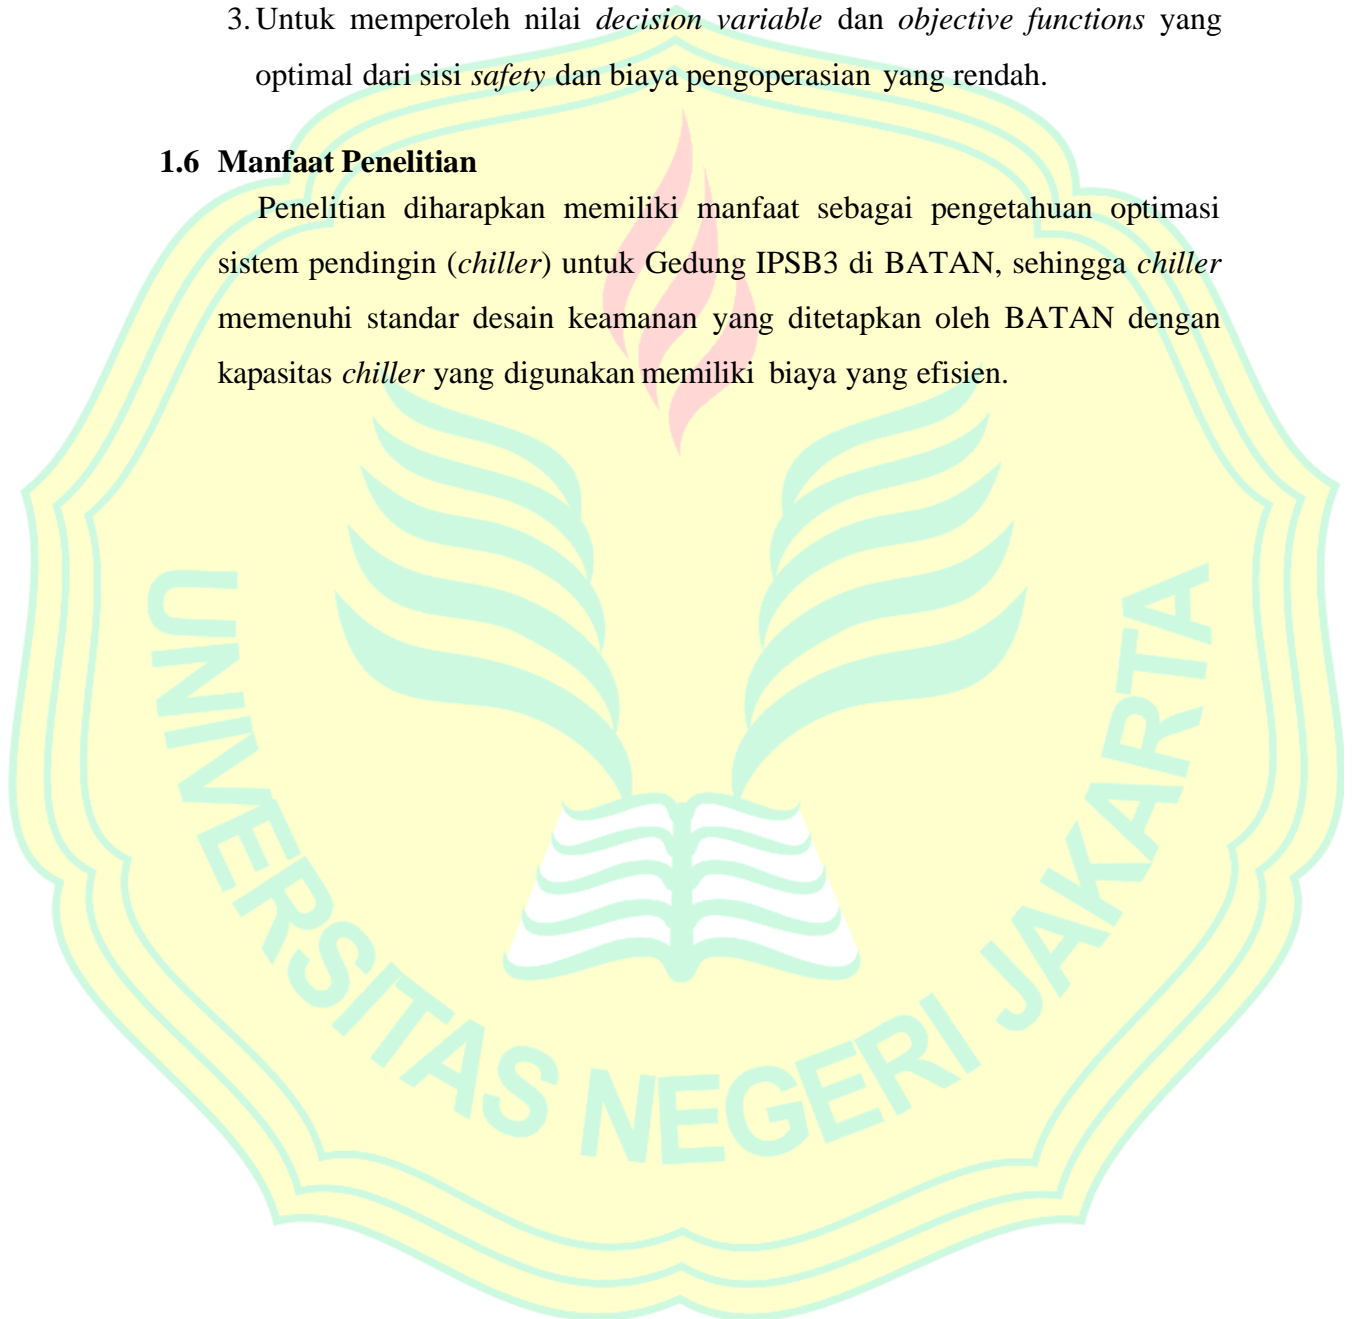 3. Untuk memperoleh nilai decision variable dan objective functions yang
optimal dari sisi safety dan biaya pengoperasian yang rendah.
1.6 Manfaat Penelitian
Penelitian diharapkan memiliki manfaat sebagai pengetahuan optimasi
sistem pendingin (chiller) untuk Gedung IPSB3 di BATAN, sehingga chiller
memenuhi standar desain keamanan yang ditetapkan oleh BATAN dengan
kapasitas chiller yang digunakan memiliki biaya yang efisien.
UNIVERSITAS NEGERI JAKARTA